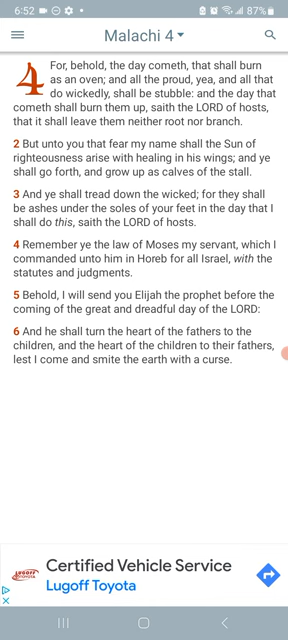 6:52
87%
Malachi 4
4 For, behold, the day cometh, that shall burn
as an oven; and all the proud, yea, and all that
do wickedly, shall be stubble: and the day that
cometh shall burn them up, saith the LORD of hosts,
that it shall leave them neither root nor branch.
2 But unto you that fear my name shall the Sun of
righteousness arise with healing in his wings; and ye
shall go forth, and grow up as calves of the stall.
3 And ye shall tread down the wicked; for they shall
be ashes under the soles of your feet in the day that I
shall do this, saith the LORD of hosts.
4 Remember ye the law of Moses my servant, which I
commanded unto him in Horeb for all Israel, with the
statutes and judgments.
5 Behold, I will send you Elijah the prophet before the
coming of the great and dreadful day of the LORD:
6 And he shall turn the heart of the fathers to the
children, and the heart of the children to their fathers,
lest I come and smite the earth with a curse.
LUGOFF
TOYOTA
Certified Vehicle Service
Lugoff Toyota